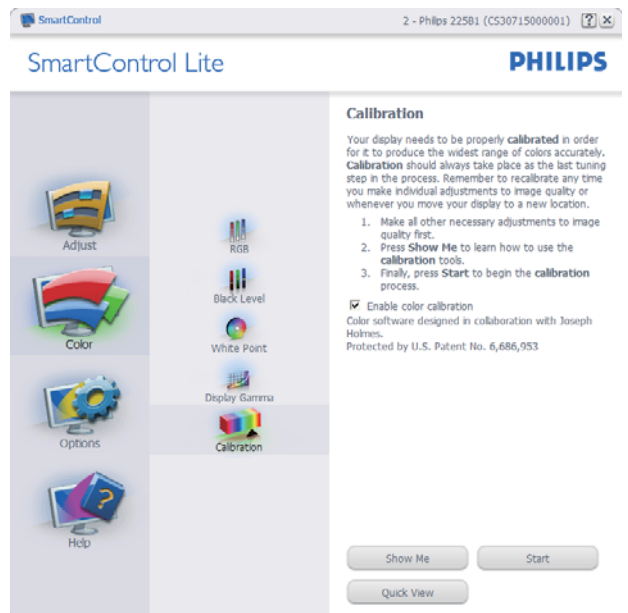 SmartControl
2 - Philips 225B1 (CS30715000001)
SmartControl Lite
PHILIPS
Adjust
Color
Options
Help
RGB
Black Level
White Point
Display Gamma
Calibration
Calibration
Your display needs to be properly calibrated in order
for it to produce the widest range of colors accurately.
Calibration should always take place as the last tuning
step in the process. Remember to recalibrate any time
you make individual adjustments to image quality or
whenever you move your display to a new location.
1. Make all other necessary adjustments to image
quality first.
2. Press Show Me to learn how to use the
calibration tools.
3. Finally, press Start to begin the calibration
process.
Enable color calibration
Color software designed in collaboration with Joseph
Holmes.
Protected by U.S. Patent No. 6,686,953
Show Me
Start
Quick View